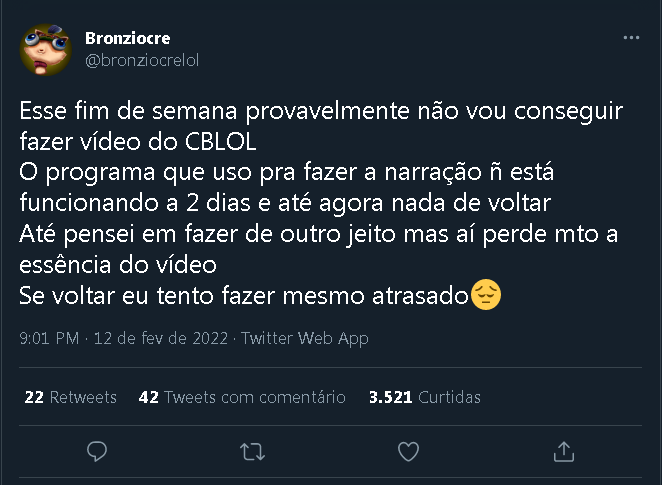 Bronziocre
@bronziocrelol
Esse fim de semana provavelmente não vou conseguir
fazer vídeo do CBLOL
O programa que uso pra fazer a narração ñ está
funcionando a 2 dias e até agora nada de voltar
Até pensei em fazer de outro jeito mas aí perde mto a
essência do vídeo
Se voltar eu tento fazer mesmo atrasado😔
9:01 PM · 12 de fev de 2022 · Twitter Web App
22 Retweets 42 Tweets com comentário 3.521 Curtidas